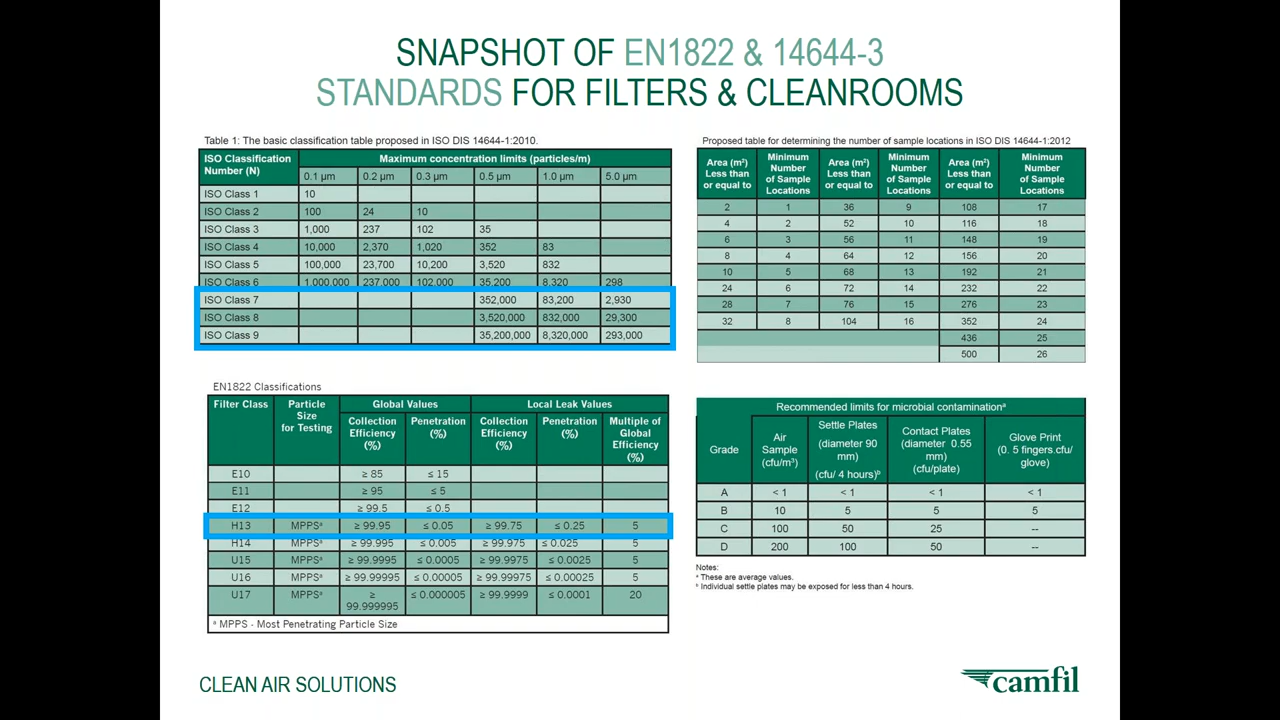 SNAPSHOT OF EN1822 & 14644-3
STANDARDS FOR FILTERS & CLEANROOMS
Table 1: The basic classification table proposed in ISO DIS 14644-1:2010.
ISO Classification Number (N) Maximum concentration limits (particles/m)
0.1 µm 0.2 µm 0.3 µm 0.5 µm 1.0 µm 5.0 µm
ISO Class 1 10
ISO Class 2 100 24 10
ISO Class 3 1,000 237 102 35
ISO Class 4 10,000 2,370 1,020 352 83
ISO Class 5 100,000 23,700 10,200 3,520 832
ISO Class 6 1,000,000 237,000 102,000 35,200 8,320 298
ISO Class 7 352,000 83,200 2,930
ISO Class 8 3,520,000 832,000 29,300
ISO Class 9 35,200,000 8,320,000 293,000
Proposed table for determining the number of sample locations in ISO DIS 14644-1:2012
Area (m²) Less than or equal to Minimum Number of Sample Locations Area (m²) Less than or equal to Minimum Number of Sample Locations Area (m²) Less than or equal to Minimum Number of Sample Locations
2 1 36 9 108 17
4 2 52 10 116 18
6 3 56 11 148 19
8 4 64 12 156 20
10 5 68 13 192 21
24 6 72 14 232 22
28 7 76 15 276 23
32 8 104 16 352 24
436 25
500 26
EN1822 Classifications
Filter Class Particle Size for Testing Global Values Local Leak Values
Collection Efficiency (%) Penetration (%) Collection Efficiency (%) Penetration (%) Multiple of Global Efficiency (%)
E10 ≥ 85 ≤ 15
E11 ≥ 95 ≤ 5
E12 ≥ 99.5 ≤ 0.5
H13 MPPSª ≥ 99.95 ≤ 0.05 ≥ 99.75 ≤ 0.25 5
H14 MPPSª ≥ 99.995 ≤ 0.005 ≥ 99.975 ≤ 0.025 5
U15 MPPSª ≥ 99.9995 ≤ 0.0005 ≥ 99.9975 ≤ 0.0025 5
U16 MPPSª ≥ 99.99995 ≤ 0.00005 ≥ 99.99975 ≤ 0.00025 5
U17 MPPSª ≥ 99.999995 ≤ 0.000005 ≥ 99.9999 ≤ 0.0001 20
ª MPPS - Most Penetrating Particle Size
Recommended limits for microbial contaminationª
Grade Air Sample (cfu/m³) Settle Plates (diameter 90 mm) (cfu/ 4 hours)ᵇ Contact Plates (diameter 0.55 mm) (cfu/plate) Glove Print (0. 5 fingers.cfu/ glove)
A < 1 < 1 < 1 < 1
B 10 5 5 5
C 100 50 25 --
D 200 100 50 --
Notes:
ª These are average values.
ᵇ Individual settle plates may be exposed for less than 4 hours.
CLEAN AIR SOLUTIONS
camfil